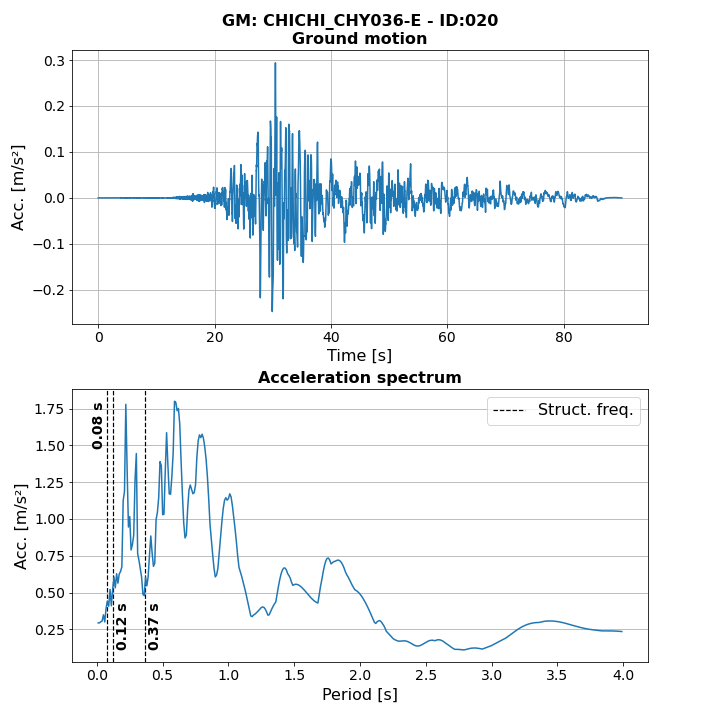 GM: CHICHI_CHY036-E - ID:020
Ground motion
0.3
0.2
0.1
0.0
−0.1
−0.2
Acc. [m/s²]
0 20 40 60 80
Time [s]
Acceleration spectrum
1.75
1.50
1.25
1.00
0.75
0.50
0.25
Acc. [m/s²]
0.08 s
0.12 s
0.37 s
Struct. freq.
0.0 0.5 1.0 1.5 2.0 2.5 3.0 3.5 4.0
Period [s]